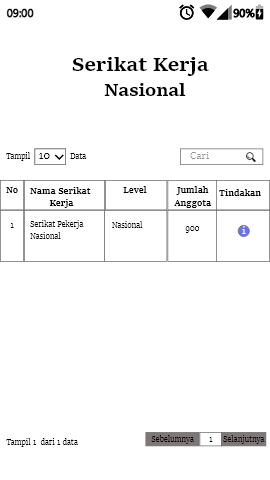 09:00 90%
Serikat Kerja
Nasional
Tampil 10 Data Cari
No Nama Serikat Kerja Level Jumlah Anggota Tindakan
1 Serikat Pekerja Nasional Nasional 900 i
Tampil 1 dari 1 data Sebelumnya 1 Selanjutnya